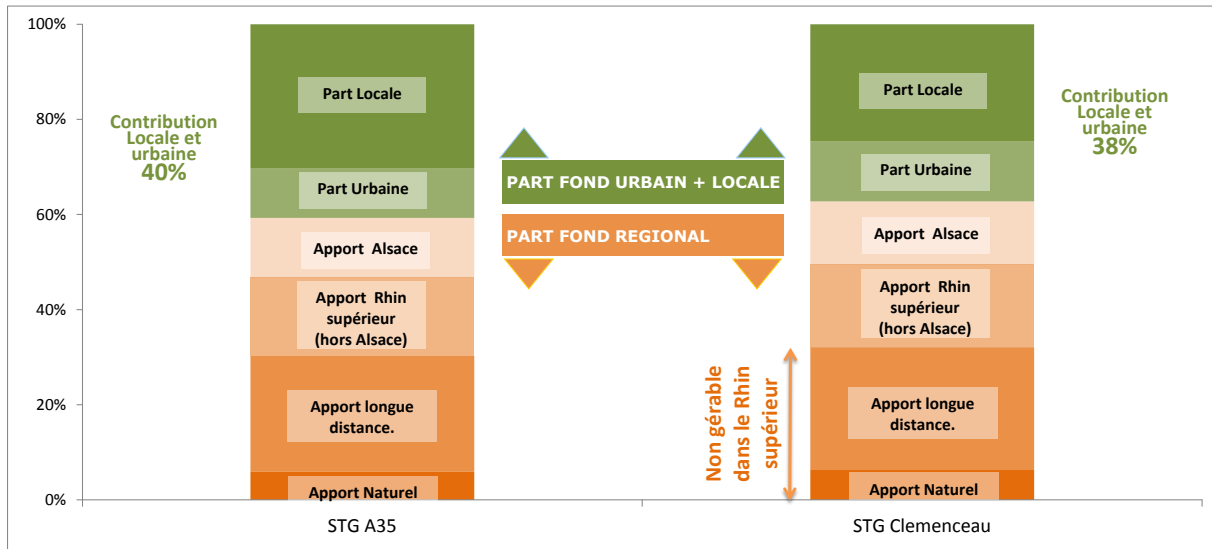 100%
80%
60%
40%
20%
0%
Contribution
Locale et
urbaine
40%
Part Locale
Part Urbaine
Apport Alsace
Apport Rhin
supérieur
(hors Alsace)
Apport longue
distance.
Apport Naturel
STG A35
PART FOND URBAIN + LOCALE
PART FOND REGIONAL
Non gérable
dans le Rhin
supérieur
Part Locale
Part Urbaine
Apport Alsace
Apport Rhin
supérieur
(hors Alsace)
Apport longue
distance.
Apport Naturel
STG Clemenceau
Contribution
Locale et
urbaine
38%